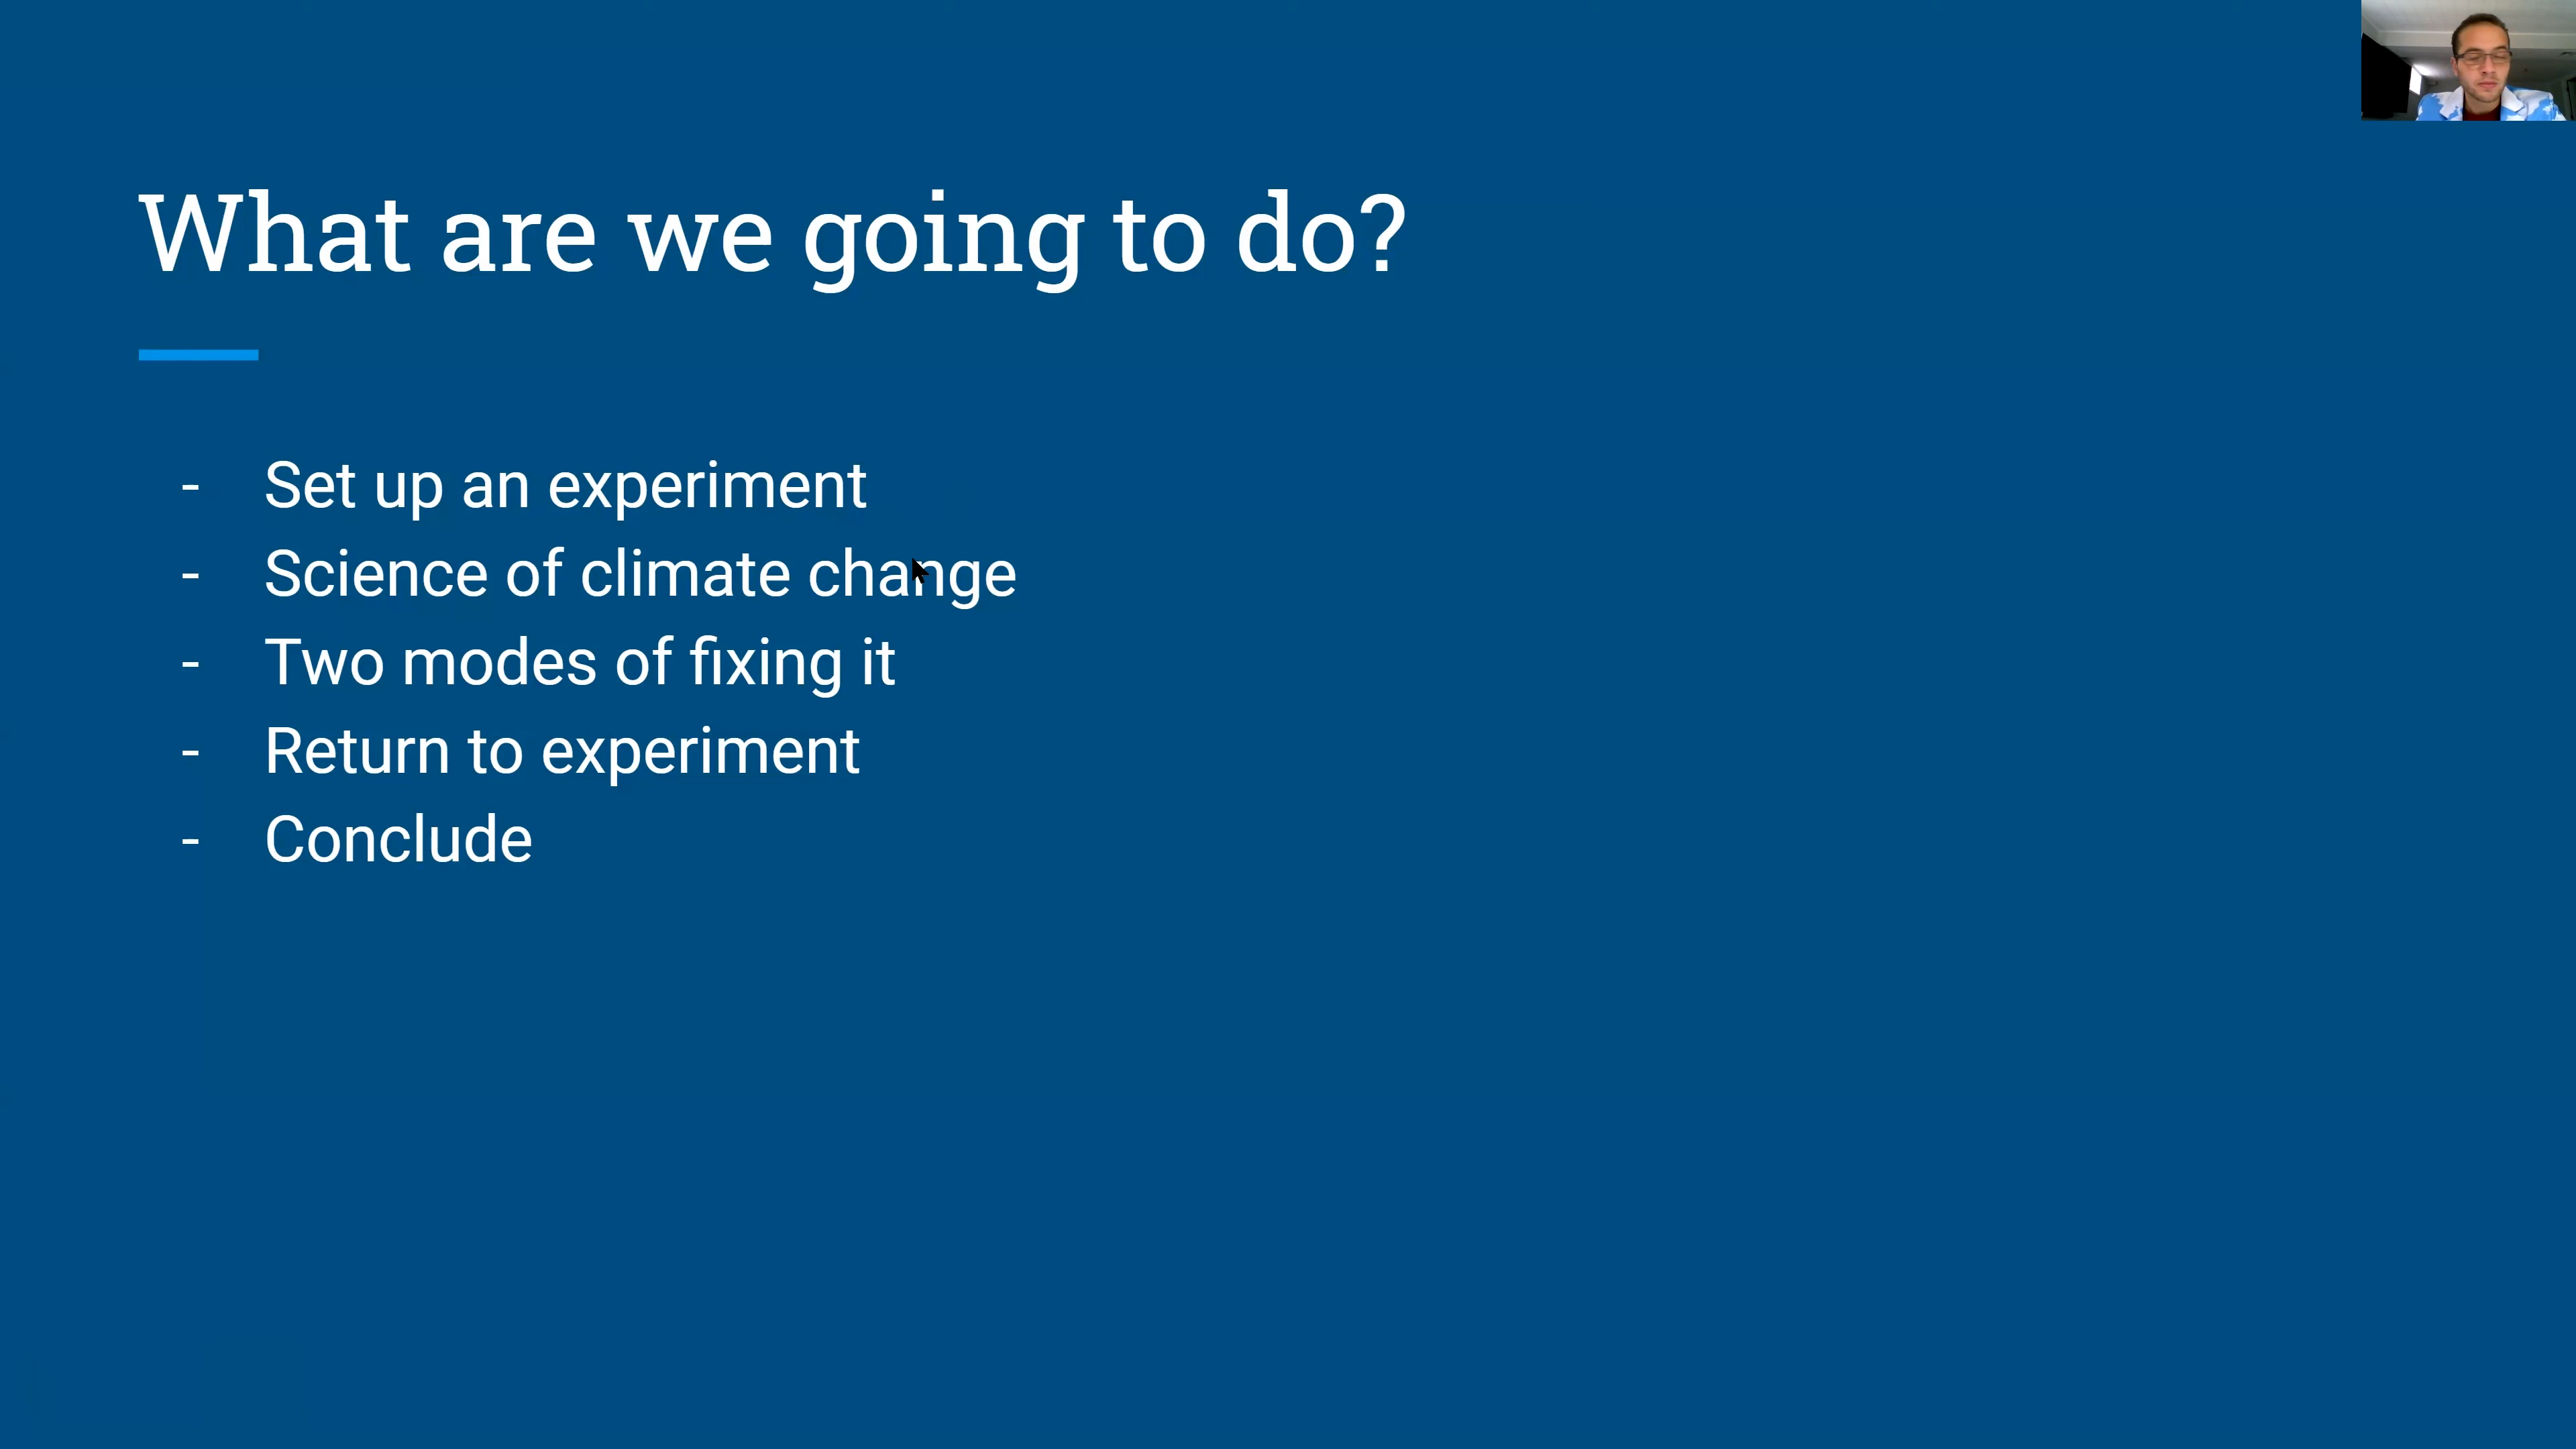 What are we going to do?
- Set up an experiment
- Science of climate change
- Two modes of fixing it
- Return to experiment
- Conclude